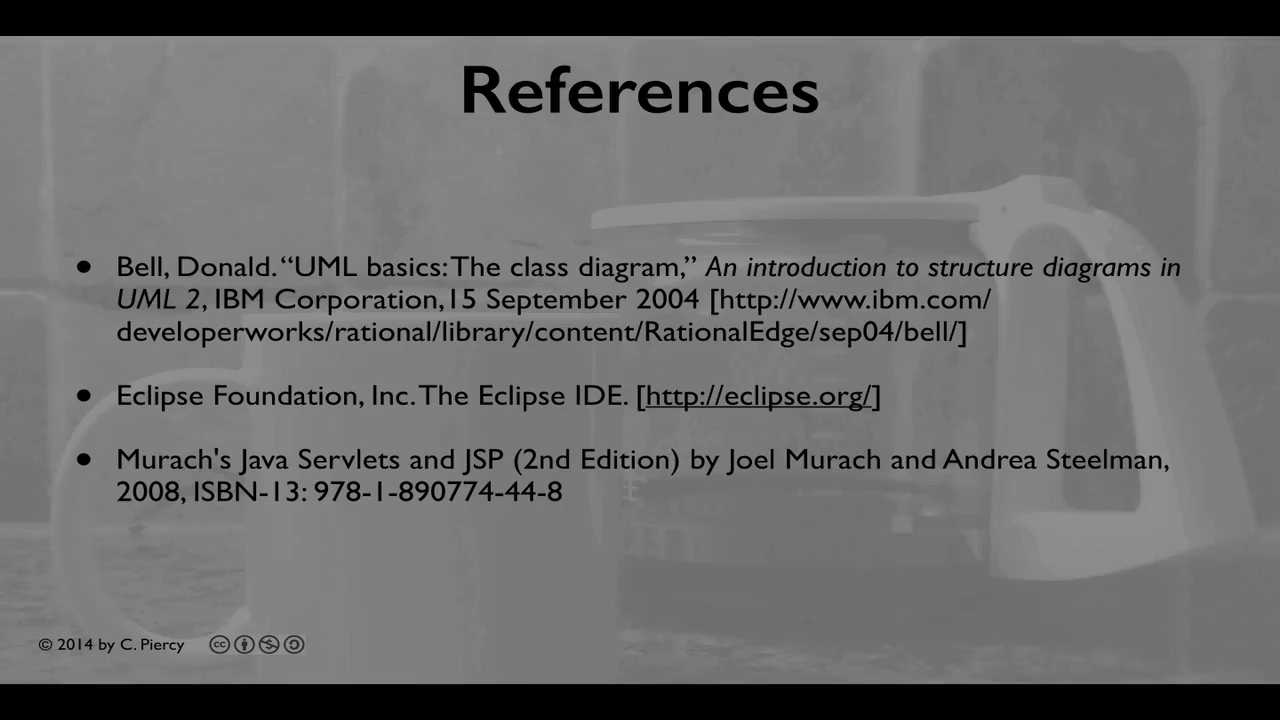 References
• Bell, Donald. “UML basics: The class diagram,” An introduction to structure diagrams in
UML 2, IBM Corporation, 15 September 2004 [http://www.ibm.com/
developerworks/rational/library/content/RationalEdge/sep04/bell/]
• Eclipse Foundation, Inc. The Eclipse IDE. [http://eclipse.org/]
• Murach's Java Servlets and JSP (2nd Edition) by Joel Murach and Andrea Steelman,
2008, ISBN-13: 978-1-890774-44-8
© 2014 by C. Piercy